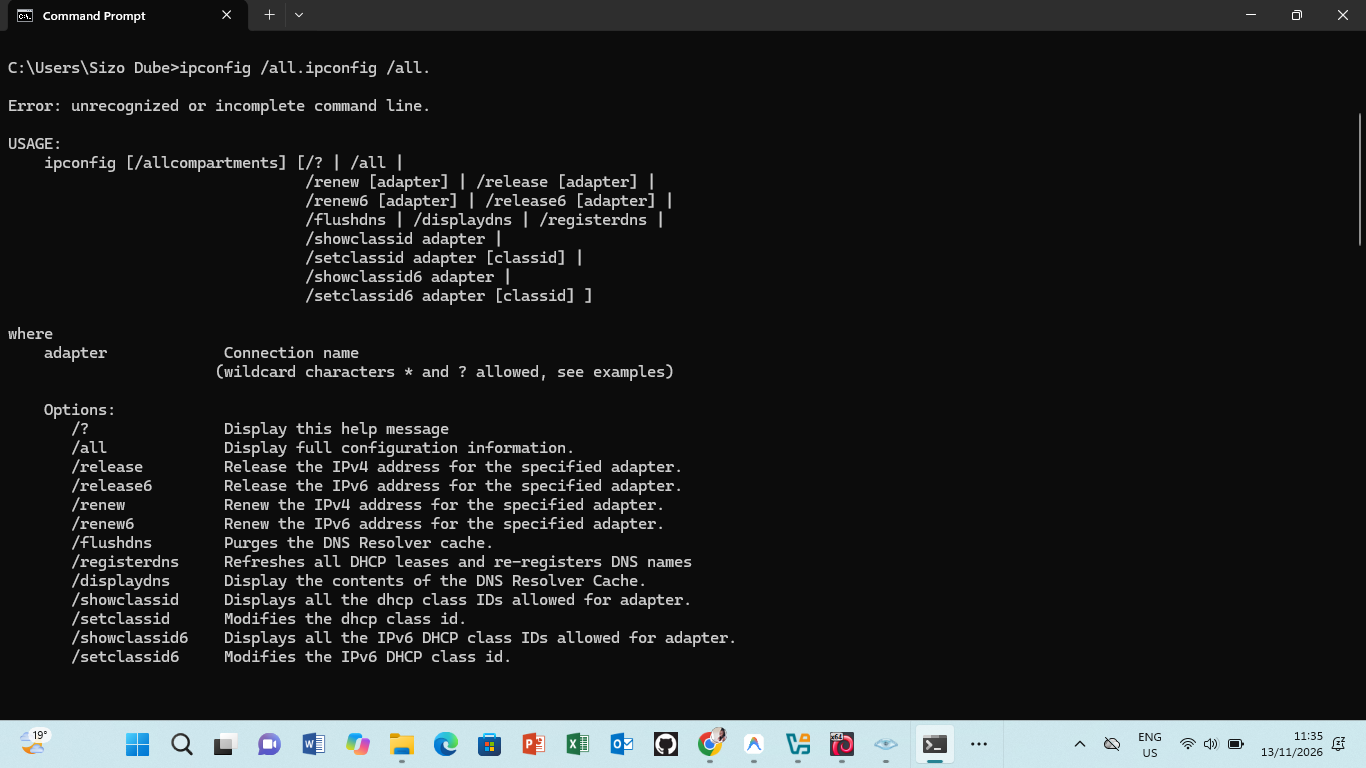 Command Prompt
C:\Users\Sizo Dube>ipconfig /all.ipconfig /all.
Error: unrecognized or incomplete command line.
USAGE:
    ipconfig [/allcompartments] [/? | /all |
                                 /renew [adapter] | /release [adapter] |
                                 /renew6 [adapter] | /release6 [adapter] |
                                 /flushdns | /displaydns | /registerdns |
                                 /showclassid adapter |
                                 /setclassid adapter [classid] |
                                 /showclassid6 adapter |
                                 /setclassid6 adapter [classid] ]
where
    adapter             Connection name
                       (wildcard characters * and ? allowed, see examples)
    Options:
       /?               Display this help message
       /all             Display full configuration information.
       /release         Release the IPv4 address for the specified adapter.
       /release6        Release the IPv6 address for the specified adapter.
       /renew           Renew the IPv4 address for the specified adapter.
       /renew6          Renew the IPv6 address for the specified adapter.
       /flushdns        Purges the DNS Resolver cache.
       /registerdns     Refreshes all DHCP leases and re-registers DNS names
       /displaydns      Display the contents of the DNS Resolver Cache.
       /showclassid     Displays all the dhcp class IDs allowed for adapter.
       /setclassid      Modifies the dhcp class id.
       /showclassid6    Displays all the IPv6 DHCP class IDs allowed for adapter.
       /setclassid6     Modifies the IPv6 DHCP class id.
19°
ENG
US
11:35
13/11/2026